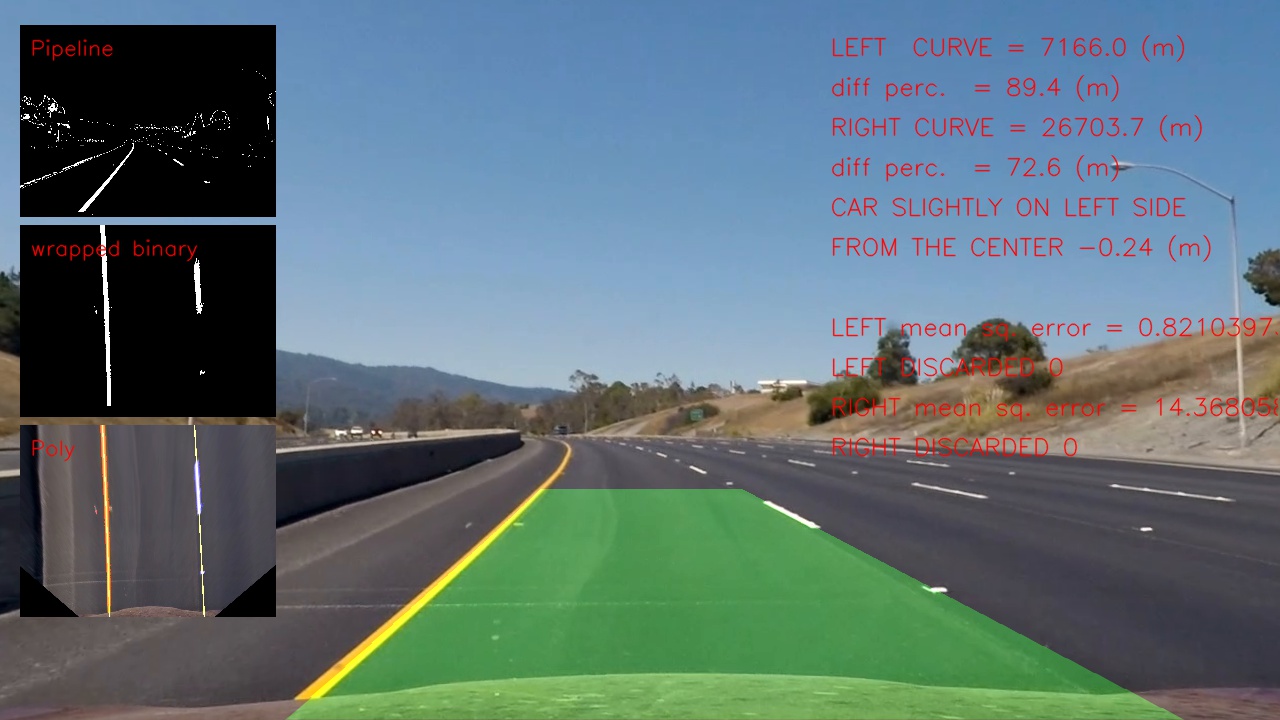 Pipeline
wrapped binary
Poly
LEFT  CURVE = 7166.0 (m)
diff perc.  = 89.4 (m)
RIGHT CURVE = 26703.7 (m)
diff perc.  = 72.6 (m)
CAR SLIGHTLY ON LEFT SIDE
FROM THE CENTER -0.24 (m)
LEFT mean sq. error = 0.8210397
LEFT DISCARDED 0
RIGHT mean sq. error = 14.36805
RIGHT DISCARDED 0